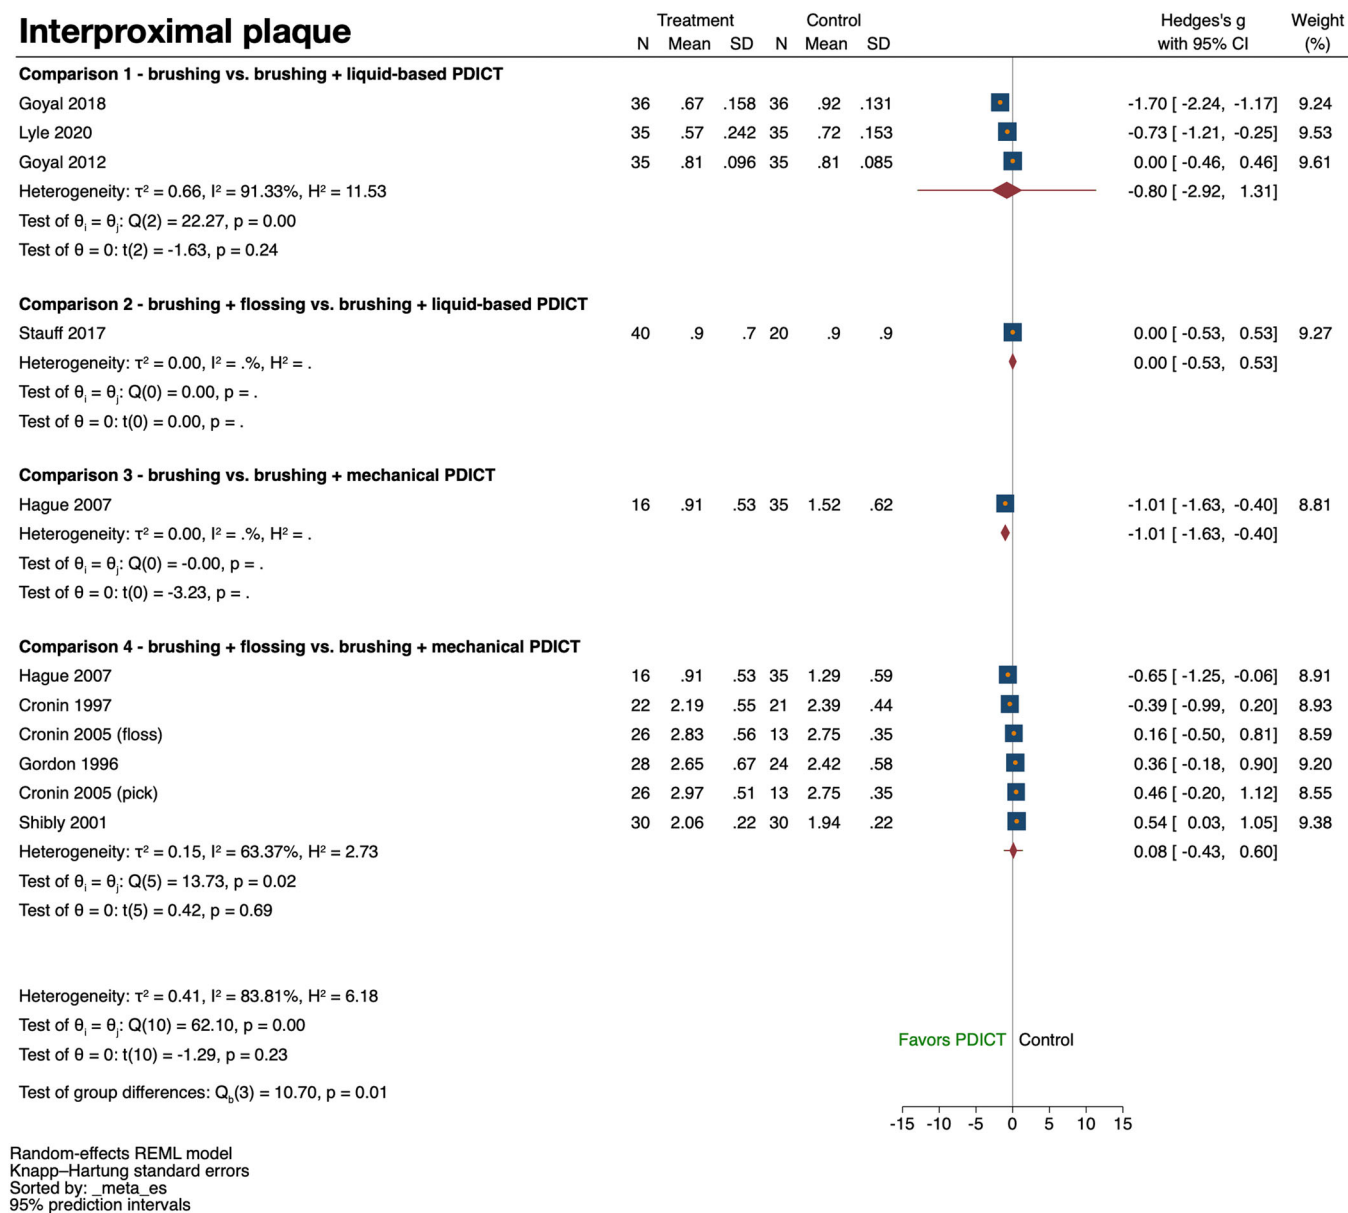 Interproximal plaque
Treatment Control Hedges's g Weight
N Mean SD N Mean SD with 95% CI (%)
Comparison 1 - brushing vs. brushing + liquid-based PDICT
Goyal 2018 36 .67 .158 36 .92 .131 -1.70 [ -2.24, -1.17] 9.24
Lyle 2020 35 .57 .242 35 .72 .153 -0.73 [ -1.21, -0.25] 9.53
Goyal 2012 35 .81 .096 35 .81 .085 0.00 [ -0.46, 0.46] 9.61
Heterogeneity: τ² = 0.66, I² = 91.33%, H² = 11.53 -0.80 [ -2.92, 1.31]
Test of θᵢ = θⱼ: Q(2) = 22.27, p = 0.00
Test of θ = 0: t(2) = -1.63, p = 0.24
Comparison 2 - brushing + flossing vs. brushing + liquid-based PDICT
Stauff 2017 40 .9 .7 20 .9 .9 0.00 [ -0.53, 0.53] 9.27
Heterogeneity: τ² = 0.00, I² = .%, H² = . 0.00 [ -0.53, 0.53]
Test of θᵢ = θⱼ: Q(0) = 0.00, p = .
Test of θ = 0: t(0) = 0.00, p = .
Comparison 3 - brushing vs. brushing + mechanical PDICT
Hague 2007 16 .91 .53 35 1.52 .62 -1.01 [ -1.63, -0.40] 8.81
Heterogeneity: τ² = 0.00, I² = .%, H² = . -1.01 [ -1.63, -0.40]
Test of θᵢ = θⱼ: Q(0) = -0.00, p = .
Test of θ = 0: t(0) = -3.23, p = .
Comparison 4 - brushing + flossing vs. brushing + mechanical PDICT
Hague 2007 16 .91 .53 35 1.29 .59 -0.65 [ -1.25, -0.06] 8.91
Cronin 1997 22 2.19 .55 21 2.39 .44 -0.39 [ -0.99, 0.20] 8.93
Cronin 2005 (floss) 26 2.83 .56 13 2.75 .35 0.16 [ -0.50, 0.81] 8.59
Gordon 1996 28 2.65 .67 24 2.42 .58 0.36 [ -0.18, 0.90] 9.20
Cronin 2005 (pick) 26 2.97 .51 13 2.75 .35 0.46 [ -0.20, 1.12] 8.55
Shibly 2001 30 2.06 .22 30 1.94 .22 0.54 [ 0.03, 1.05] 9.38
Heterogeneity: τ² = 0.15, I² = 63.37%, H² = 2.73 0.08 [ -0.43, 0.60]
Test of θᵢ = θⱼ: Q(5) = 13.73, p = 0.02
Test of θ = 0: t(5) = 0.42, p = 0.69
Heterogeneity: τ² = 0.41, I² = 83.81%, H² = 6.18
Test of θᵢ = θⱼ: Q(10) = 62.10, p = 0.00
Favors PDICT Control
Test of θ = 0: t(10) = -1.29, p = 0.23
Test of group differences: Q_b(3) = 10.70, p = 0.01
-15 -10 -5 0 5 10 15
Random-effects REML model
Knapp–Hartung standard errors
Sorted by: _meta_es
95% prediction intervals